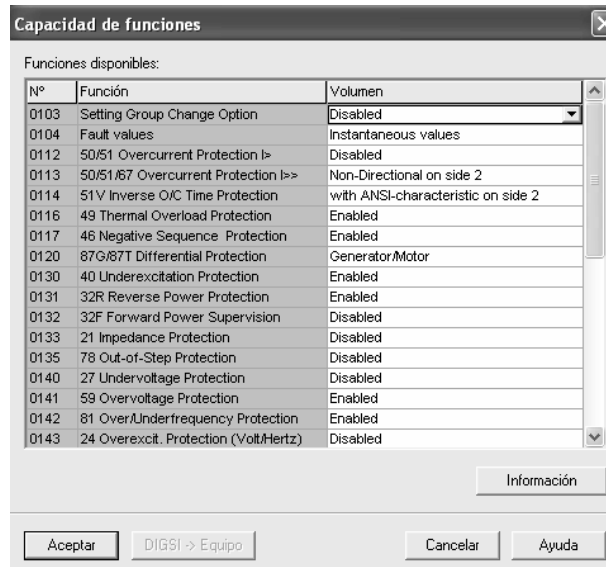 Capacidad de funciones
Funciones disponibles:
Nº Función Volumen
0103 Setting Group Change Option Disabled
0104 Fault values Instantaneous values
0112 50/51 Overcurrent Protection I> Disabled
0113 50/51/67 Overcurrent Protection I>> Non-Directional on side 2
0114 51V Inverse O/C Time Protection with ANSI-characteristic on side 2
0116 49 Thermal Overload Protection Enabled
0117 46 Negative Sequence Protection Enabled
0120 87G/87T Differential Protection Generator/Motor
0130 40 Underexcitation Protection Enabled
0131 32R Reverse Power Protection Enabled
0132 32F Forward Power Supervision Disabled
0133 21 Impedance Protection Disabled
0135 78 Out-of-Step Protection Disabled
0140 27 Undervoltage Protection Disabled
0141 59 Overvoltage Protection Enabled
0142 81 Over/Underfrequency Protection Enabled
0143 24 Overexcit. Protection (Volt/Hertz) Disabled
Información
Aceptar DIGSI -> Equipo Cancelar Ayuda